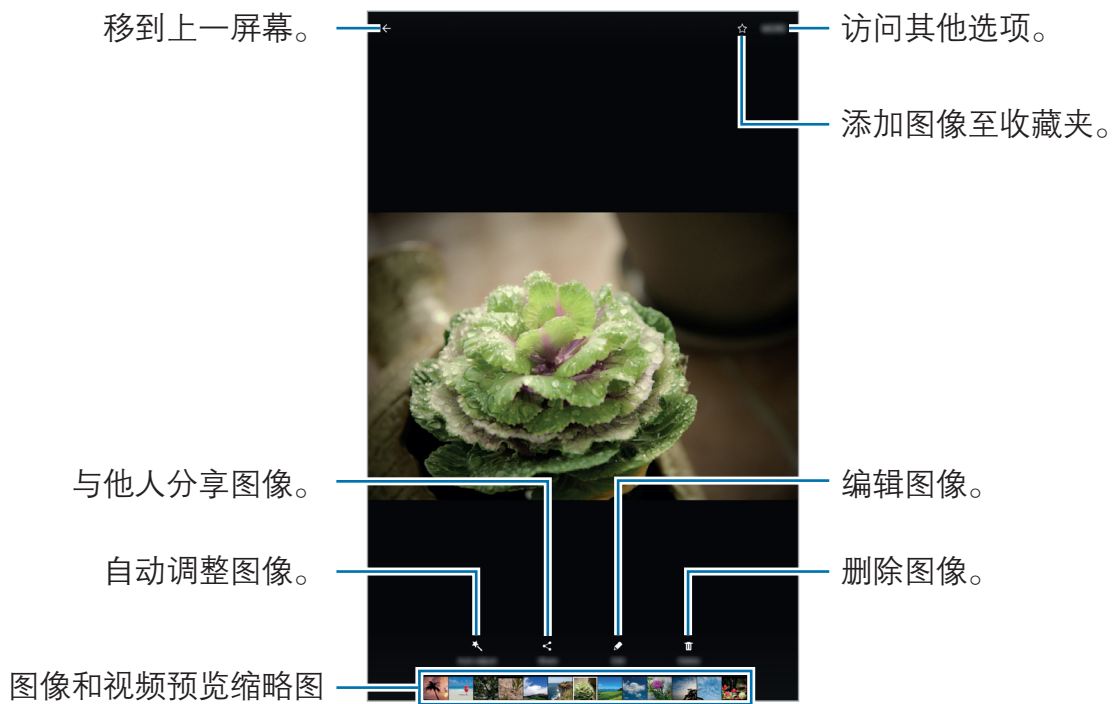 移到上一屏幕。
访问其他选项。
添加图像至收藏夹。
与他人分享图像。
编辑图像。
自动调整图像。
删除图像。
图像和视频预览缩略图